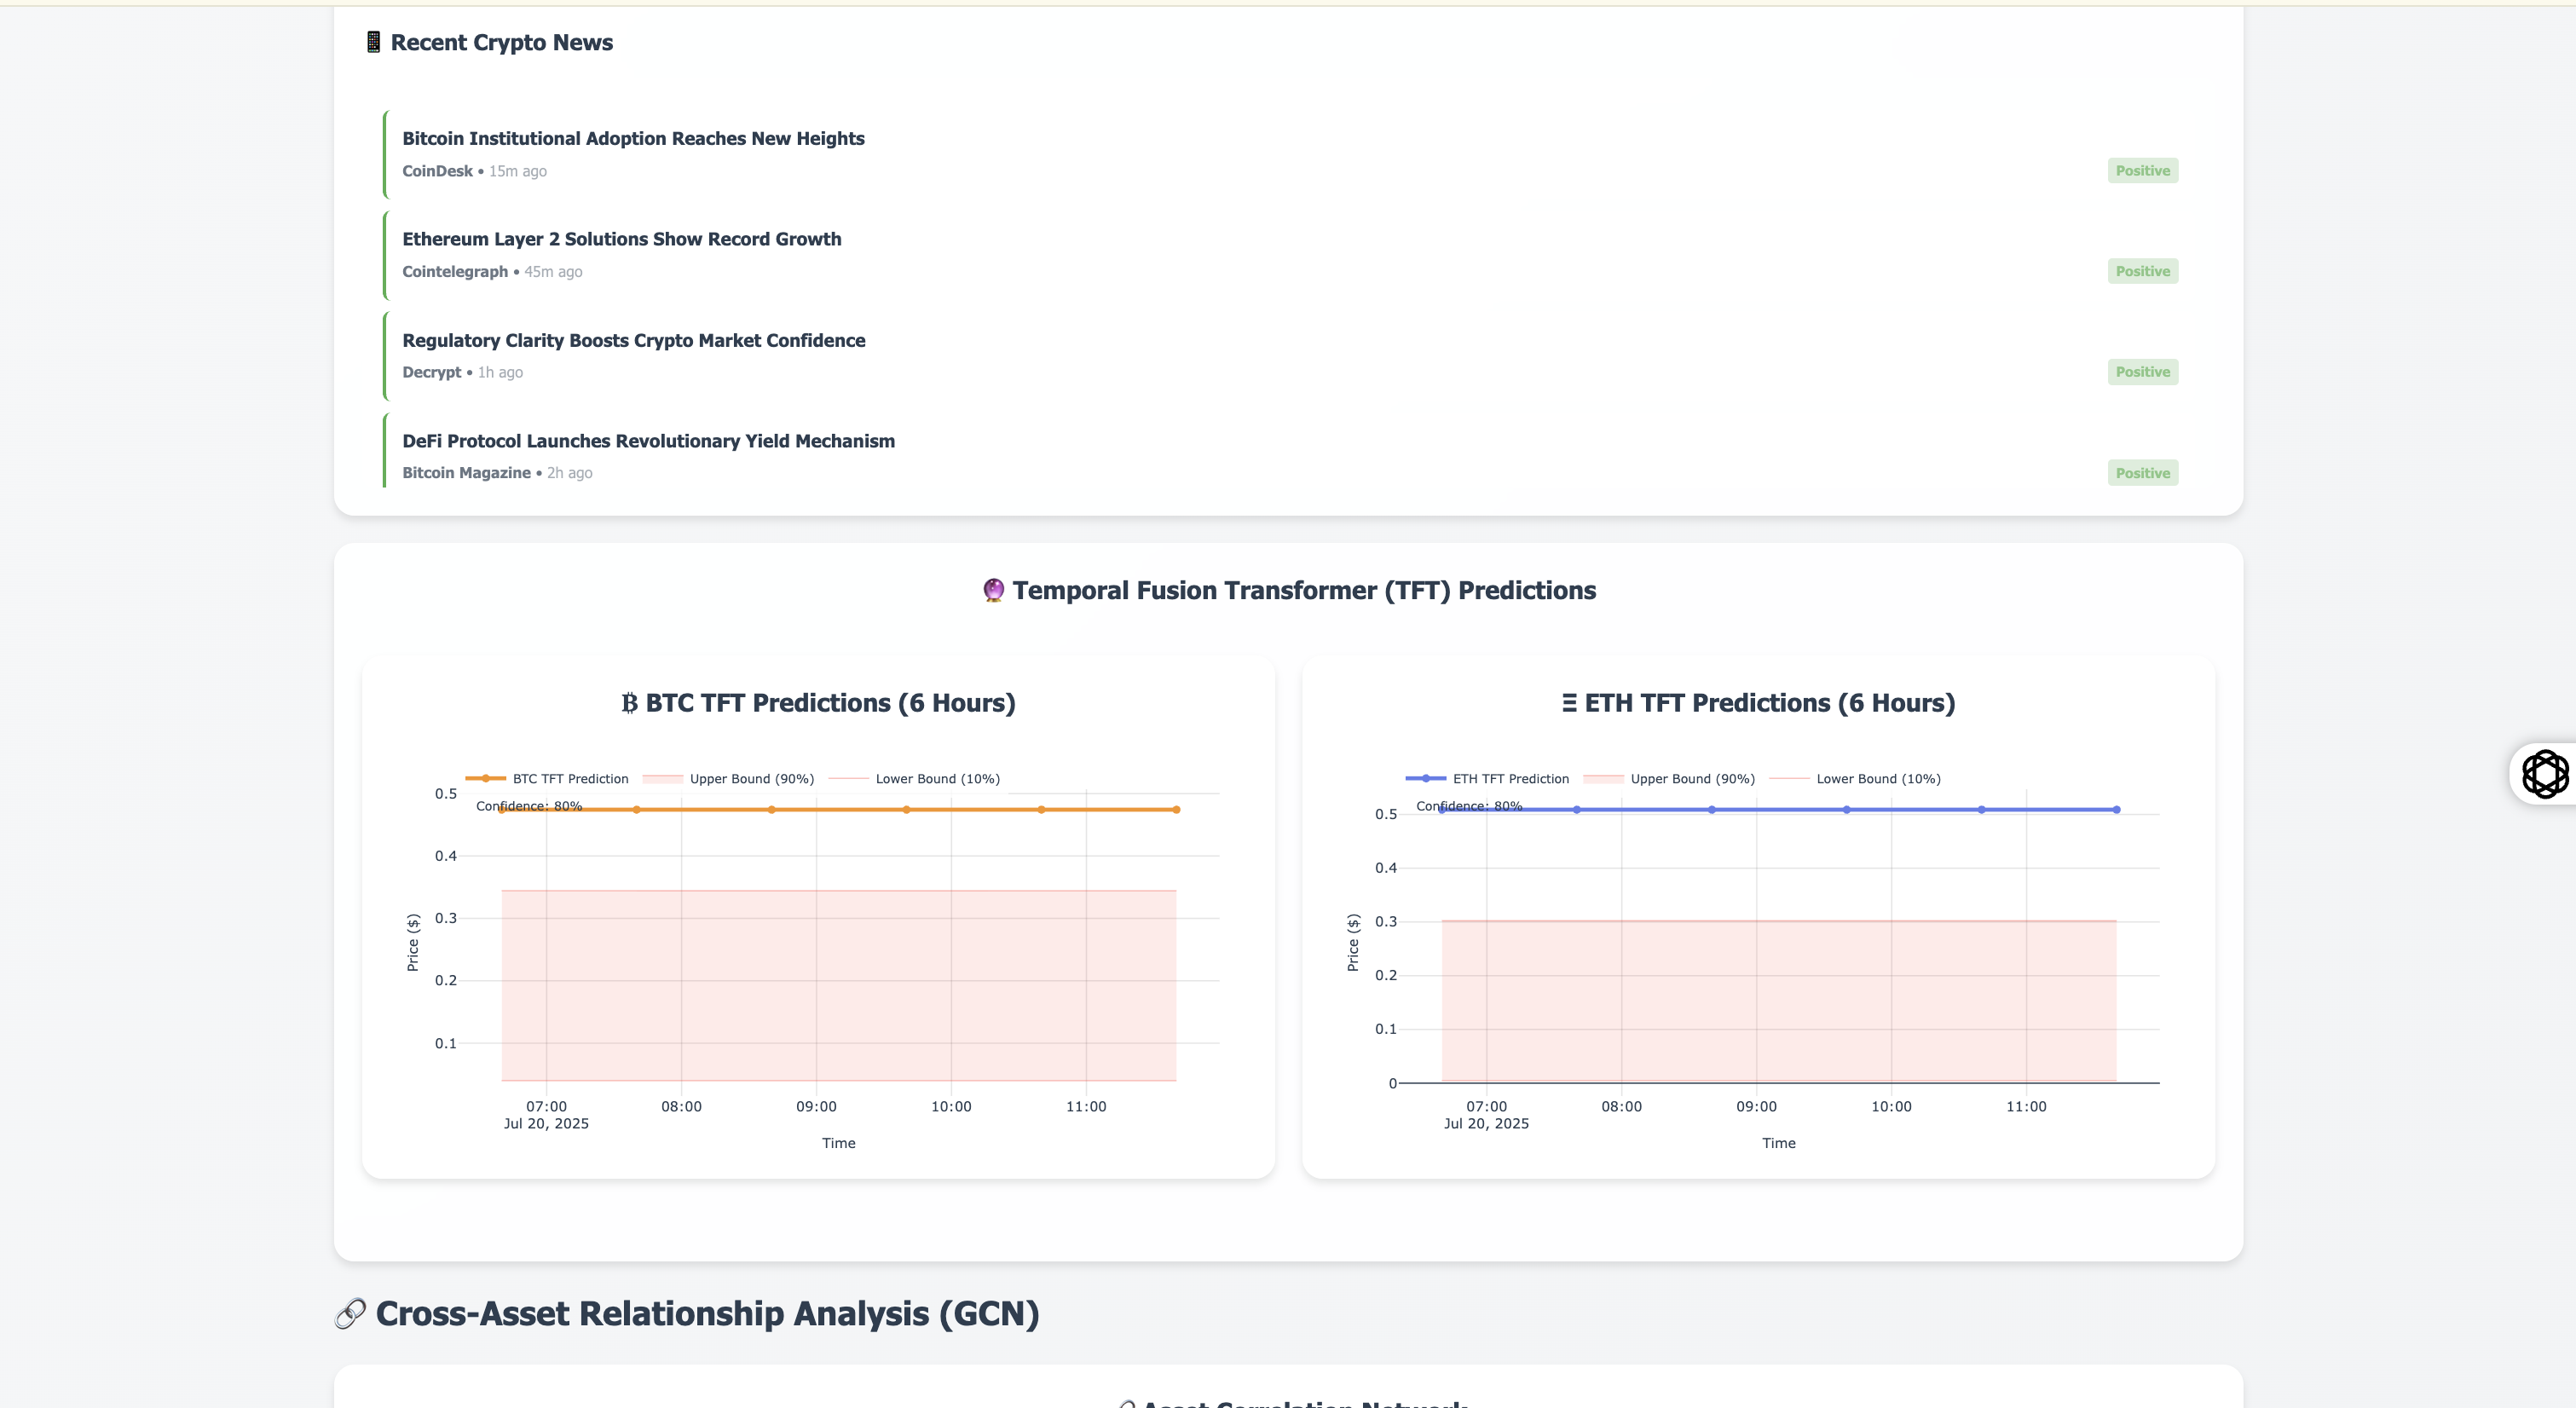 📱 Recent Crypto News
Bitcoin Institutional Adoption Reaches New Heights
CoinDesk • 15m ago
Positive
Ethereum Layer 2 Solutions Show Record Growth
Cointelegraph • 45m ago
Positive
Regulatory Clarity Boosts Crypto Market Confidence
Decrypt • 1h ago
Positive
DeFi Protocol Launches Revolutionary Yield Mechanism
Bitcoin Magazine • 2h ago
Positive
🔮 Temporal Fusion Transformer (TFT) Predictions
₿ BTC TFT Predictions (6 Hours)
BTC TFT Prediction Upper Bound (90%) Lower Bound (10%)
Confidence: 80%
0.5
0.4
0.3
0.2
0.1
Price ($)
07:00 08:00 09:00 10:00 11:00
Jul 20, 2025
Time
Ξ ETH TFT Predictions (6 Hours)
ETH TFT Prediction Upper Bound (90%) Lower Bound (10%)
Confidence: 80%
0.5
0.4
0.3
0.2
0.1
0
Price ($)
07:00 08:00 09:00 10:00 11:00
Jul 20, 2025
Time
🔗 Cross-Asset Relationship Analysis (GCN)
🔗 Asset Correlation Network